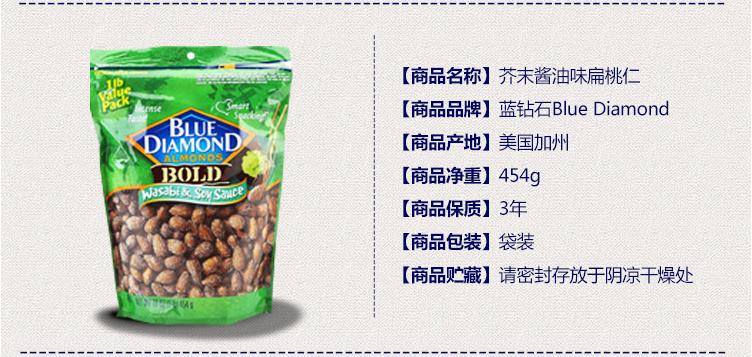 1lb
Value
Pack
Intense
Taste!
Smart
Snacking!
BLUE
DIAMOND
ALMONDS
BOLD
Wasabi & Soy Sauce
【商品名称】芥末酱油味扁桃仁
【商品品牌】蓝钻石Blue Diamond
【商品产地】美国加州
【商品净重】454g
【商品保质】3年
【商品包装】袋装
【商品贮藏】请密封存放于阴凉干燥处